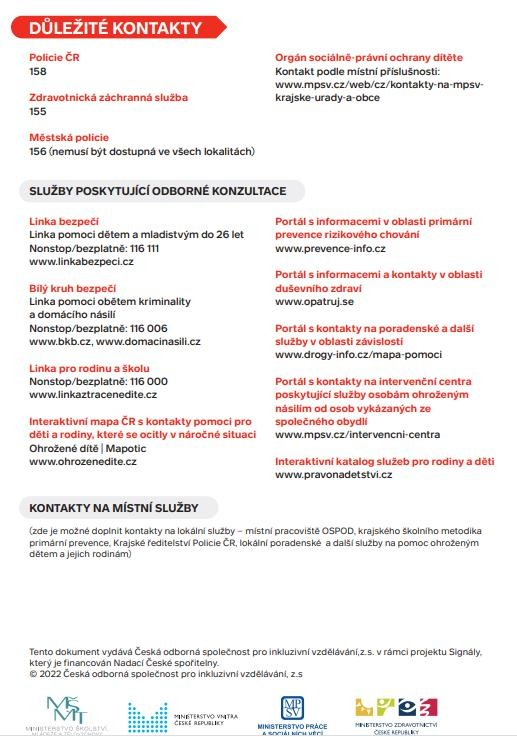 DŮLEŽITÉ KONTAKTY
Policie ČR
158
Zdravotnická záchranná služba
155
Městská policie
156 (nemusí být dostupná ve všech lokalitách)
Orgán sociálně-právní ochrany dítěte
Kontakt podle místní příslušnosti:
www.mpsv.cz/web/cz/kontakty-na-mpsv-
krajske-urady-a-obce
SLUŽBY POSKYTUJÍCÍ ODBORNÉ KONZULTACE
Linka bezpečí
Linka pomoci dětem a mladistvým do 26 let
Nonstop/bezplatně: 116 111
www.linkabezpeci.cz
Bílý kruh bezpečí
Linka pomoci obětem kriminality
a domácího násilí
Nonstop/bezplatně: 116 006
www.bkb.cz, www.domacinasili.cz
Linka pro rodinu a školu
Nonstop/bezplatně: 116 000
www.linkaztracenedite.cz
Interaktivní mapa ČR s kontakty pomoci pro
děti a rodiny, které se ocitly v náročné situaci
Ohrožené dítě | Mapotic
www.ohrozenedite.cz
Portál s informacemi v oblasti primární
prevence rizikového chování
www.prevence-info.cz
Portál s informacemi a kontakty v oblasti
duševního zdraví
www.opatruj.se
Portál s kontakty na poradenské a další
služby v oblasti závislostí
www.drogy-info.cz/mapa-pomoci
Portál s kontakty na intervenční centra
poskytující služby osobám ohroženým
násilím od osob vykázaných ze
společného obydlí
www.mpsv.cz/intervencni-centra
Interaktivní katalog služeb pro rodiny a děti
www.pravonadetstvi.cz
KONTAKTY NA MÍSTNÍ SLUŽBY
(zde je možné doplnit kontakty na lokální služby – místní pracoviště OSPOD, krajského školního metodika
primární prevence, Krajské ředitelství Policie ČR, lokální poradenské a další služby na pomoc ohroženým
dětem a jejich rodinám)
Tento dokument vydává Česká odborná společnost pro inkluzivní vzdělávání,z.s. v rámci projektu Signály,
který je financován Nadací České spořitelny.
© 2022 Česká odborná společnost pro inkluzivní vzdělávání, z.s
MŠMT
MINISTERSTVO ŠKOLSTVÍ,
MLÁDEŽE A TĚLOVÝCHOVY
MINISTERSTVO VNITRA
ČESKÉ REPUBLIKY
MPSV
MINISTERSTVO PRÁCE
A SOCIÁLNÍCH VĚCÍ
MINISTERSTVO ZDRAVOTNICTVÍ
ČESKÉ REPUBLIKY